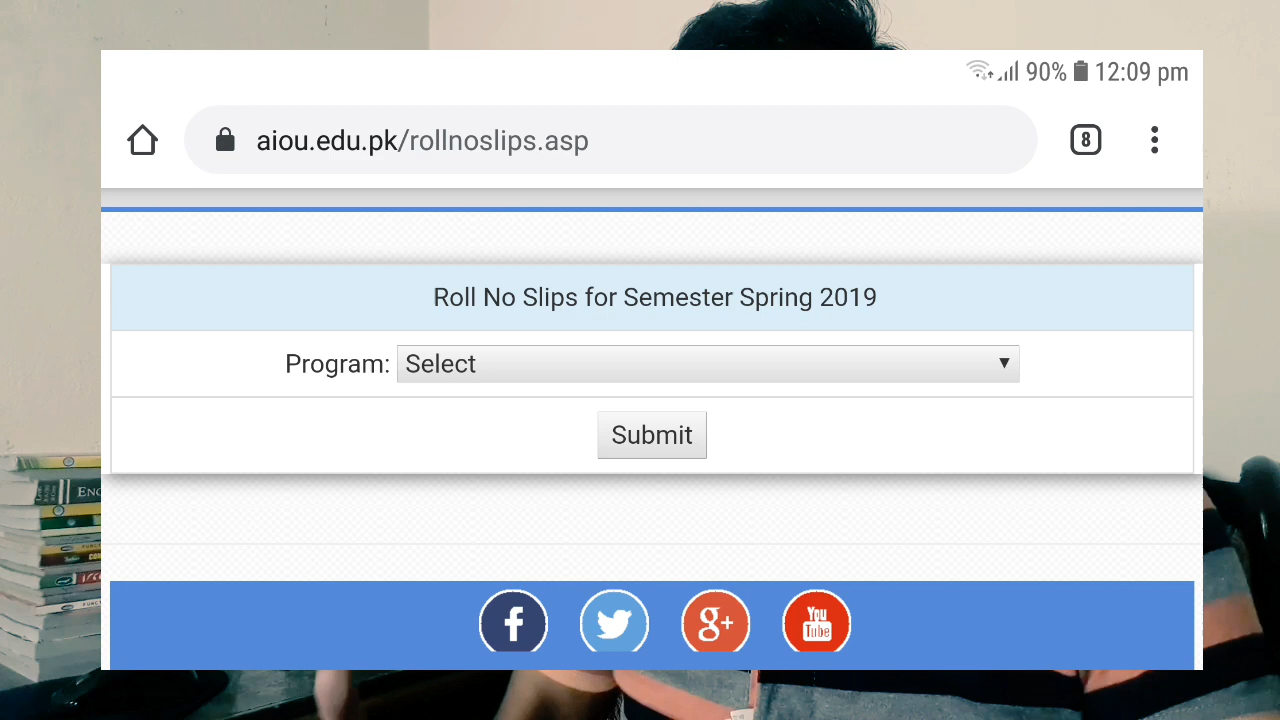 90% 12:09 pm
aiou.edu.pk/rollnoslips.asp
8
Roll No Slips for Semester Spring 2019
Program: Select
Submit
f
g+
You
Tube